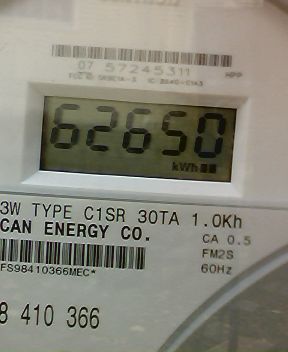 07 57245311 HPP
62650
kWh
3W TYPE C1SR 30TA 1.0Kh
CAN ENERGY CO. CA 0.5
FM2S
FS98410366MEC* 60Hz
8 410 366